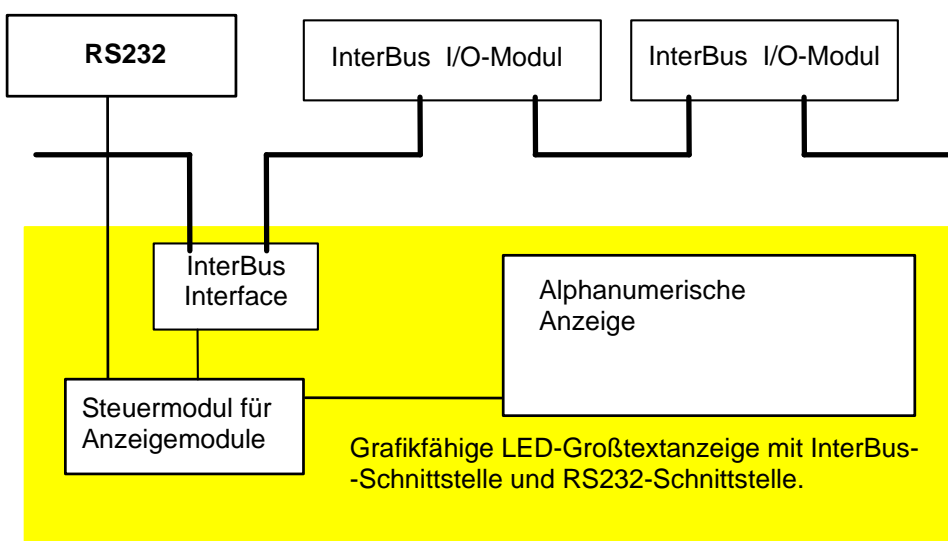 RS232
InterBus I/O-Modul
InterBus I/O-Modul
InterBus
Interface
Alphanumerische
Anzeige
Steuermodul für
Anzeigemodule
Grafikfähige LED-Großtextanzeige mit InterBus-
-Schnittstelle und RS232-Schnittstelle.